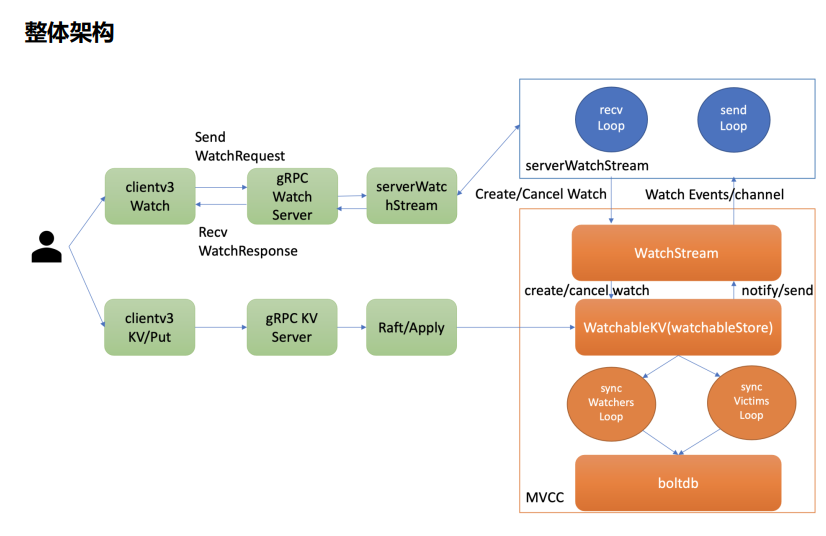 整体架构
recv
Loop
send
Loop
serverWatchStream
Send
WatchRequest
clientv3
Watch
gRPC
Watch
Server
serverWatc
hStream
Recv
WatchResponse
Create/Cancel Watch
Watch Events/channel
WatchStream
create/cancel watch
notify/send
clientv3
KV/Put
gRPC KV
Server
Raft/Apply
WatchableKV(watchableStore)
sync
Watchers
Loop
sync
Victims
Loop
boltdb
MVCC